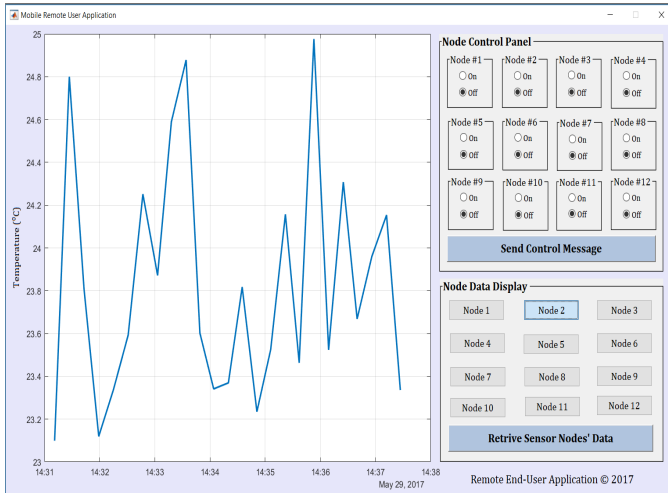 Mobile Remote User Application
25
24.8
24.6
24.4
24.2
24
23.8
23.6
23.4
23.2
23
Temperature (°C)
14:31 14:32 14:33 14:34 14:35 14:36 14:37 14:38
May 29, 2017
Node Control Panel
Node #1 Node #2 Node #3 Node #4
On On On On
Off Off Off Off
Node #5 Node #6 Node #7 Node #8
On On On On
Off Off Off Off
Node #9 Node #10 Node #11 Node #12
On On On On
Off Off Off Off
Send Control Message
Node Data Display
Node 1 Node 2 Node 3
Node 4 Node 5 Node 6
Node 7 Node 8 Node 9
Node 10 Node 11 Node 12
Retrive Sensor Nodes' Data
Remote End-User Application © 2017